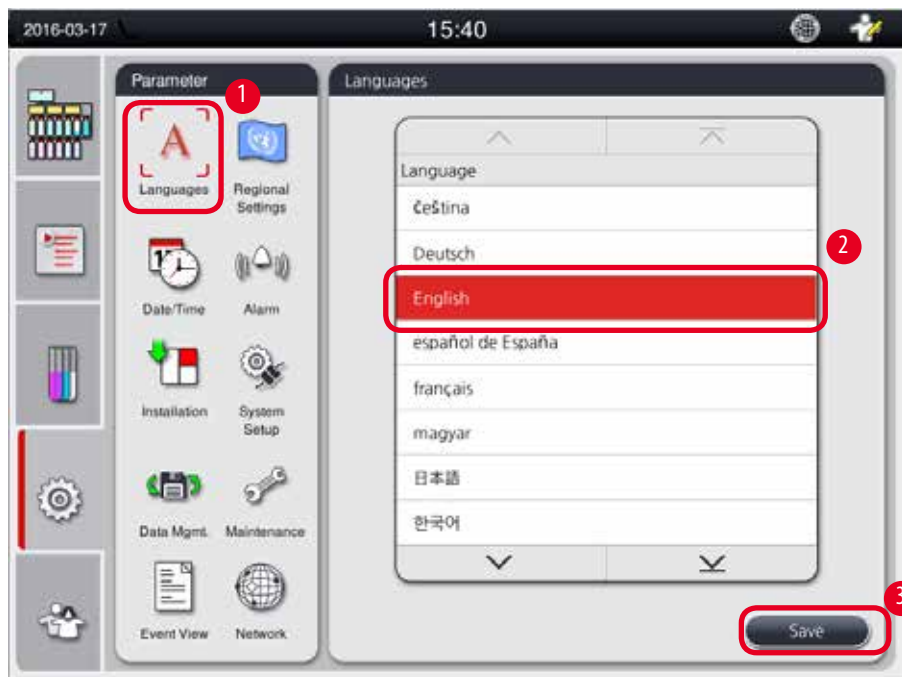 2016-03-17
15:40
Parameter
1
Languages
Regional
Settings
Date/Time
Alarm
Installation
System
Setup
Data Mgmt.
Maintenance
Event View
Network
Languages
Language
čeština
Deutsch
2
English
español de España
français
magyar
日本語
한국어
3
Save